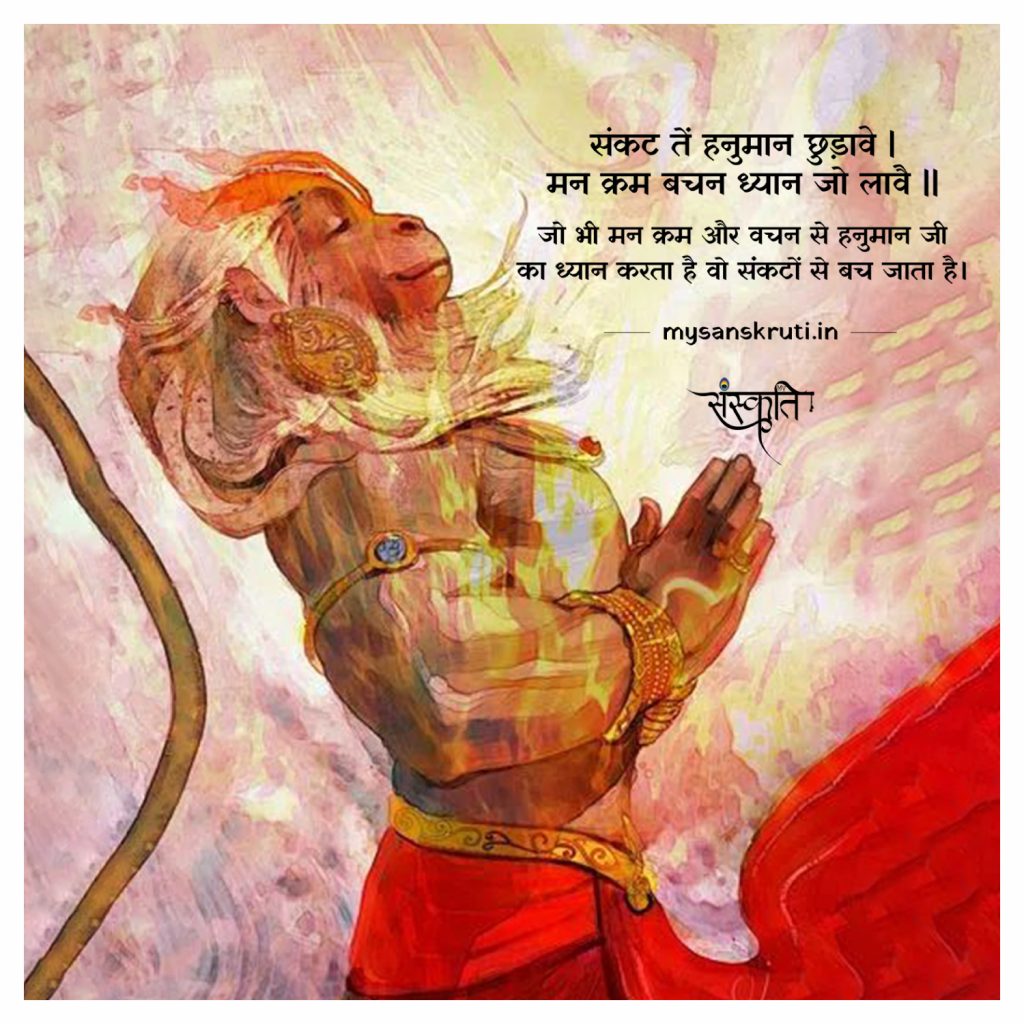 संकट तें हनुमान छुड़ावे।
मन क्रम बचन ध्यान जो लावै॥
जो भी मन क्रम और वचन से हनुमान जी
का ध्यान करता है वो संकटों से बच जाता है।
mysanskruti.in
संस्कृति